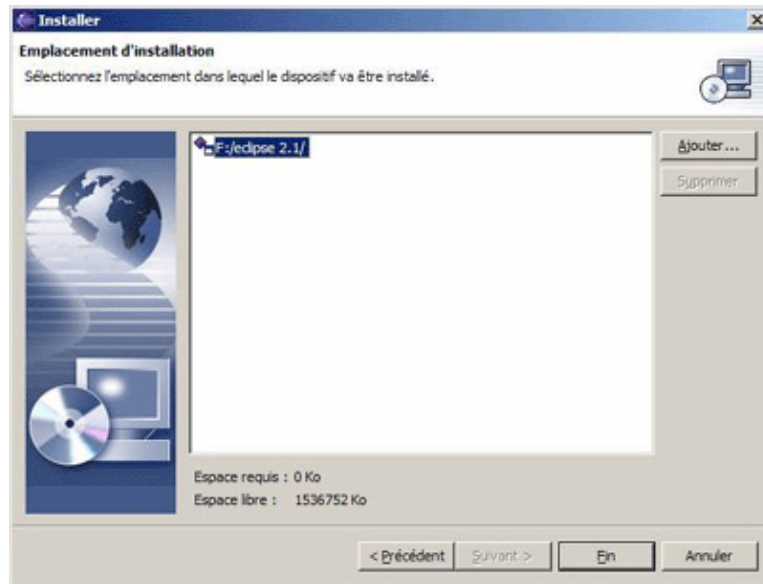 Installer
Emplacement d'installation
Sélectionnez l'emplacement dans lequel le dispositif va être installé.
F:/eclipse 2.1/
Ajouter...
Supprimer
Espace requis : 0 Ko
Espace libre : 1536752 Ko
< Précédent
Suivant >
Fin
Annuler